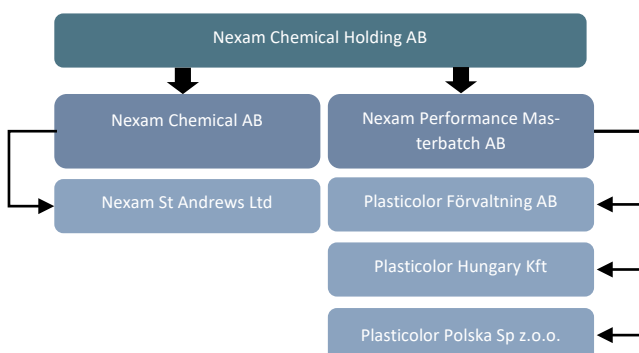 Nexam Chemical Holding AB
Nexam Chemical AB
Nexam Performance Mas-
terbatch AB
Nexam St Andrews Ltd
Plasticolor Förvaltning AB
Plasticolor Hungary Kft
Plasticolor Polska Sp z.o.o.